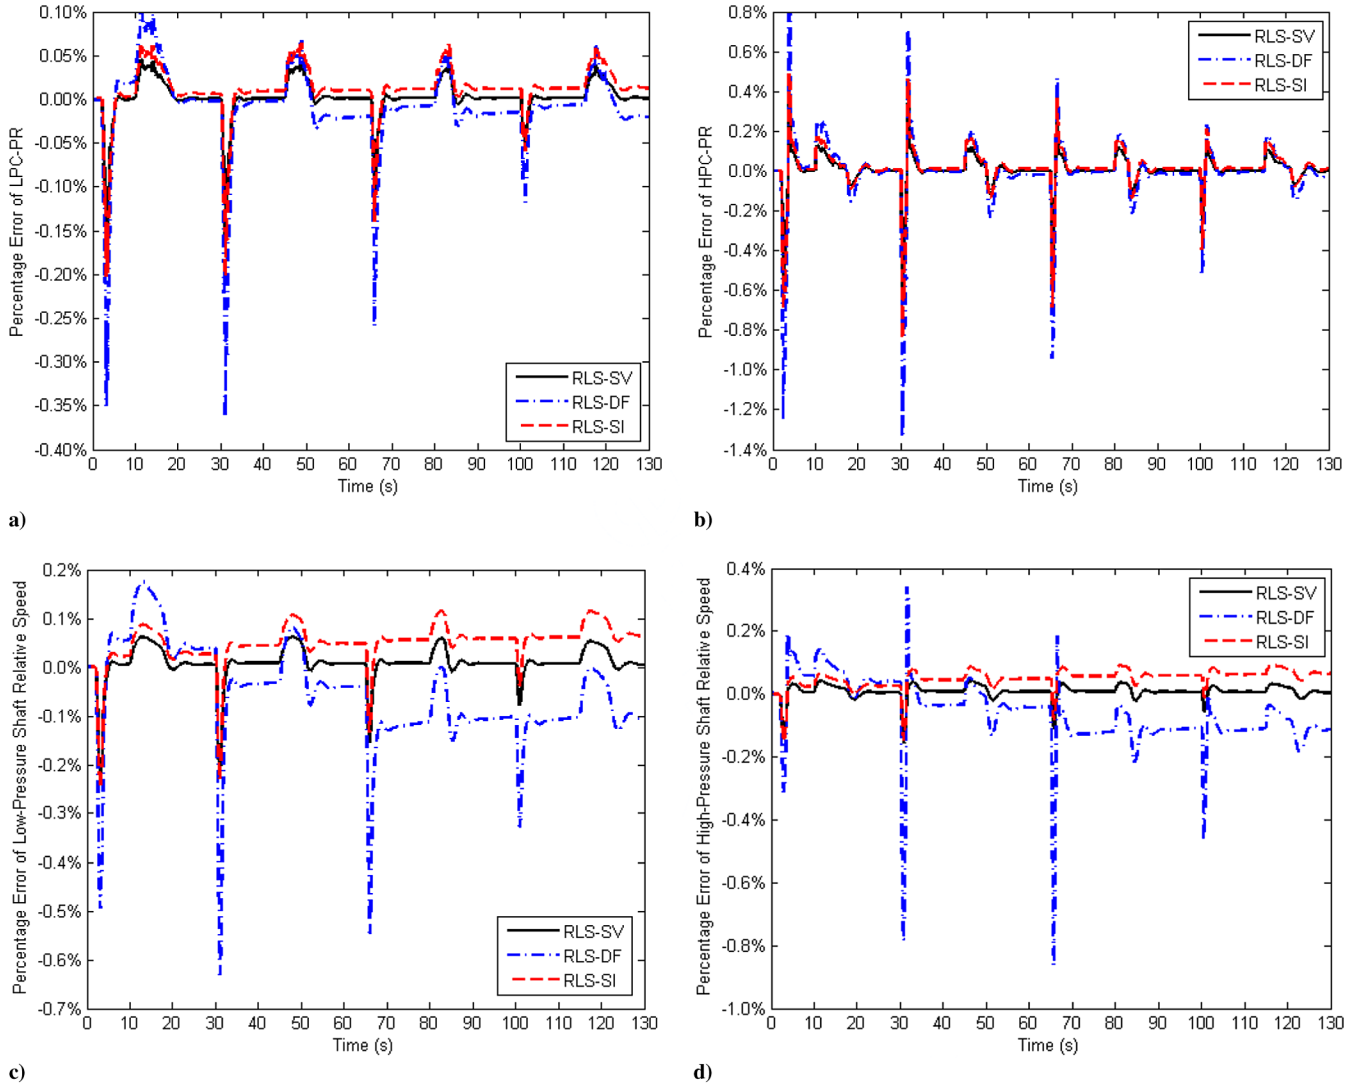 0.10%
0.05%
0.00%
-0.05%
-0.10%
-0.15%
-0.20%
-0.25%
-0.30%
-0.35%
-0.40%
Percentage Error of LPC-PR
RLS-SV
RLS-DF
RLS-SI
0 10 20 30 40 50 60 70 80 90 100 110 120 130
Time (s)
a)
0.8%
0.6%
0.4%
0.2%
0.0%
-0.2%
-0.4%
-0.6%
-0.8%
-1.0%
-1.2%
-1.4%
Percentage Error of HPC-PR
RLS-SV
RLS-DF
RLS-SI
0 10 20 30 40 50 60 70 80 90 100 110 120 130
Time (s)
b)
0.2%
0.1%
0.0%
-0.1%
-0.2%
-0.3%
-0.4%
-0.5%
-0.6%
-0.7%
Percentage Error of Low-Pressure Shaft Relative Speed
RLS-SV
RLS-DF
RLS-SI
0 10 20 30 40 50 60 70 80 90 100 110 120 130
Time (s)
c)
0.4%
0.2%
0.0%
-0.2%
-0.4%
-0.6%
-0.8%
-1.0%
Percentage Error of High-Pressure Shaft Relative Speed
RLS-SV
RLS-DF
RLS-SI
0 10 20 30 40 50 60 70 80 90 100 110 120 130
Time (s)
d)